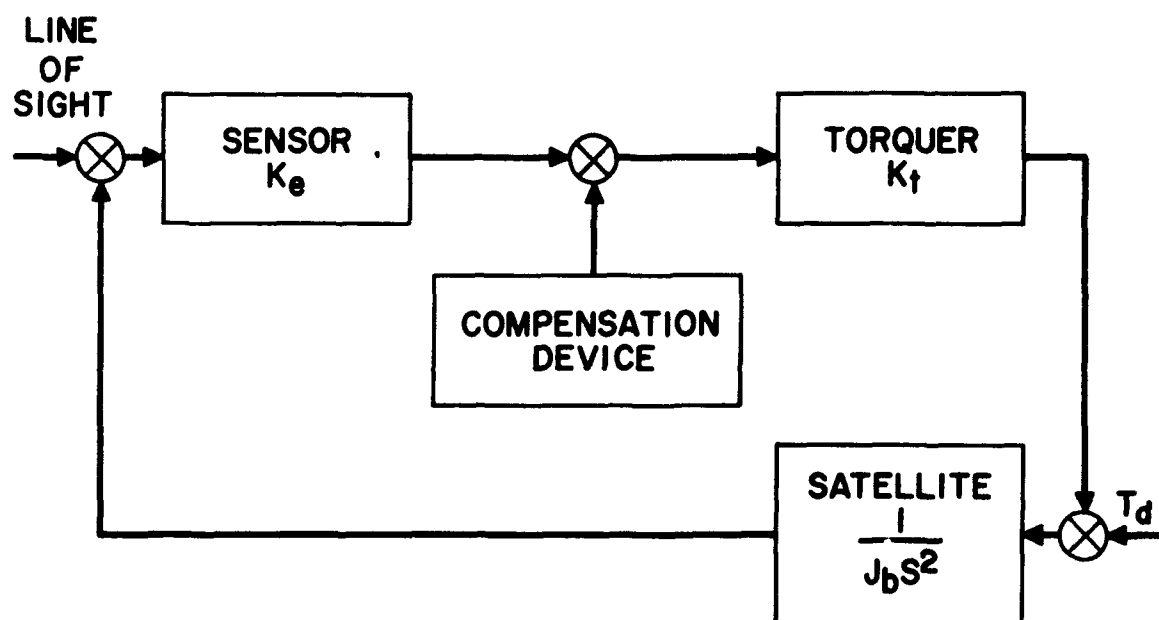 LINE
OF
SIGHT
SENSOR
Ke
TORQUER
Kt
COMPENSATION
DEVICE
SATELLITE
1
JbS²
Td